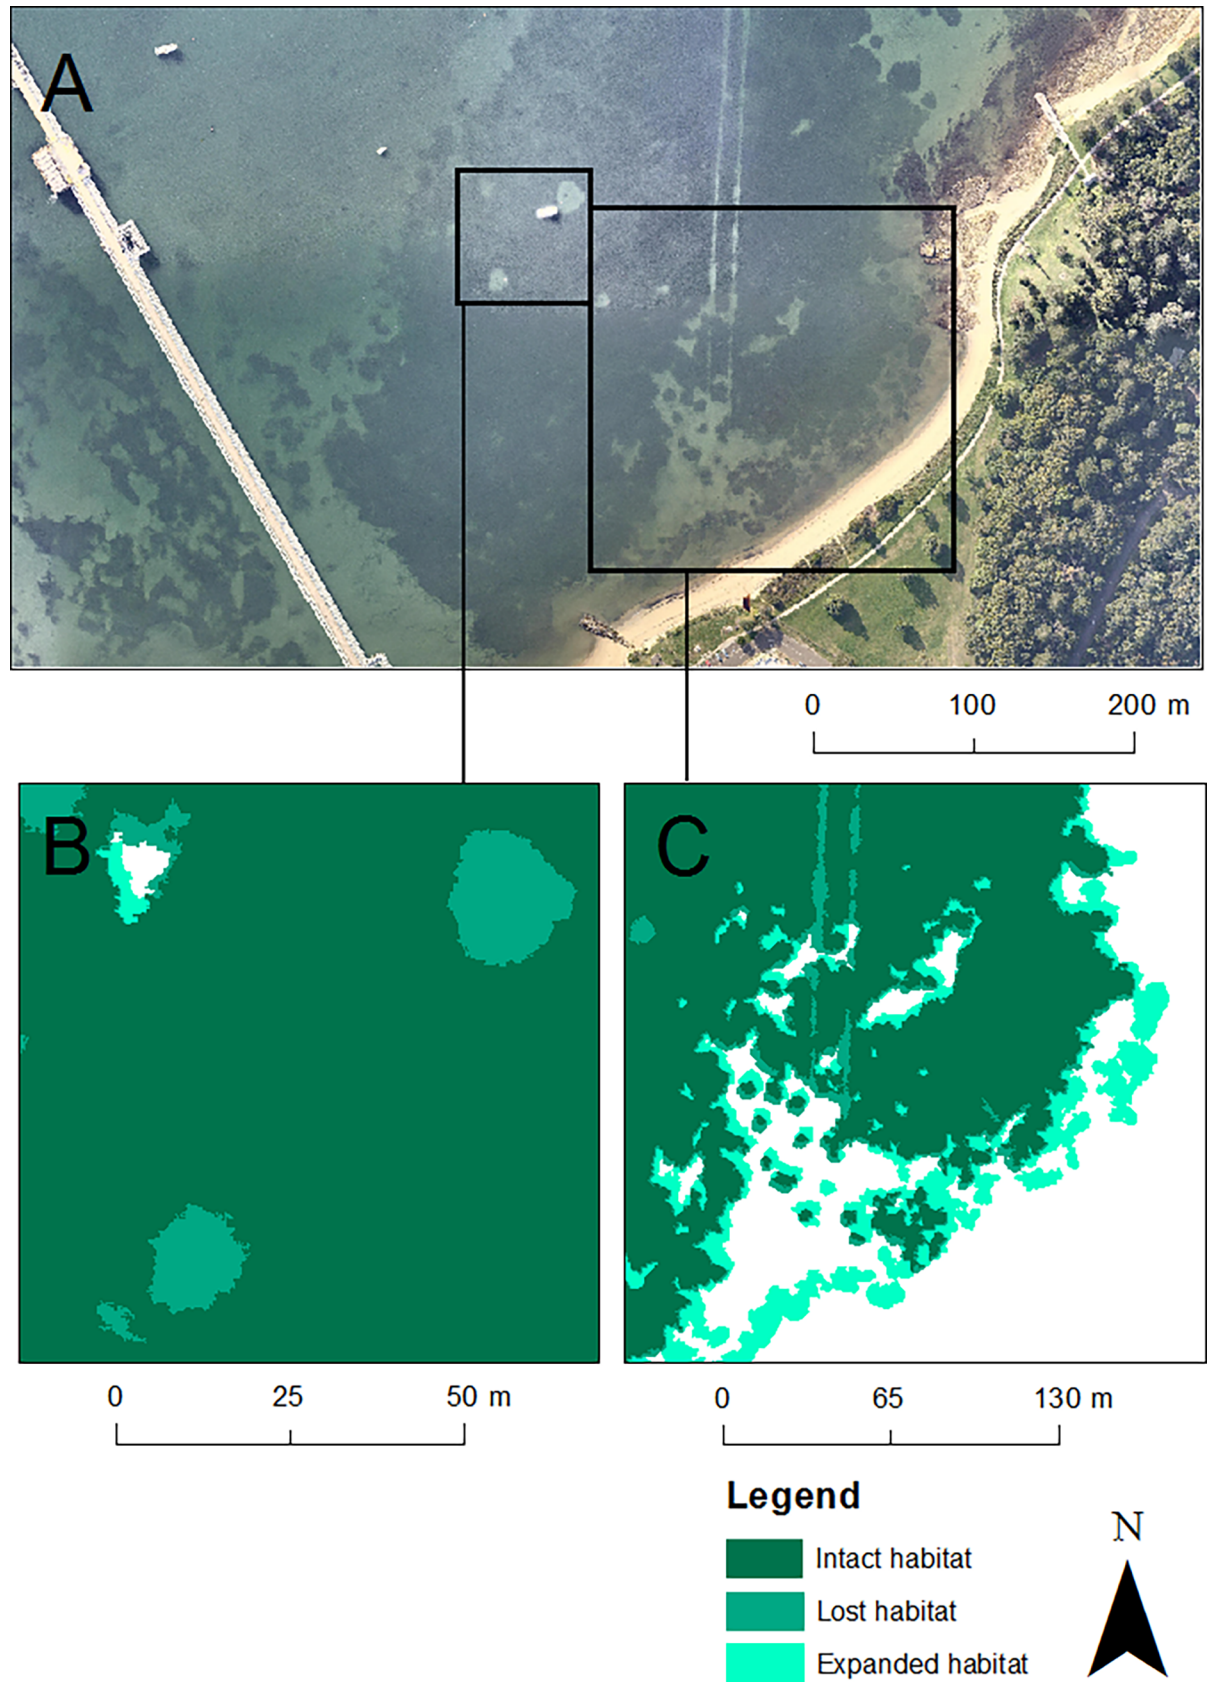 A
0 100 200 m
B
C
0 25 50 m
0 65 130 m
Legend
N
Intact habitat
Lost habitat
Expanded habitat